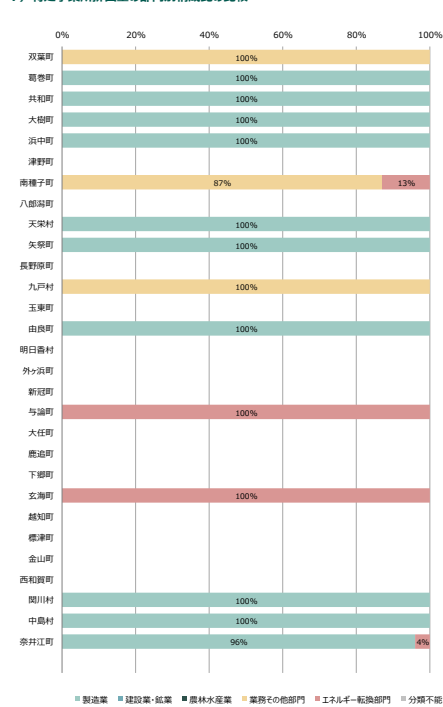 0% 20% 40% 60% 80% 100%
双葉町 100%
葛巻町 100%
共和町 100%
大樹町 100%
浜中町 100%
津野町
南種子町 87% 13%
八郎潟町
天栄村 100%
矢祭町 100%
長野原町
九戸村 100%
玉東町
由良町 100%
明日香村
外ヶ浜町
新冠町
与論町 100%
大任町
鹿追町
下郷町
玄海町 100%
越知町
標津町
金山町
西和賀町
関川村 100%
中島村 100%
奈井江町 96% 4%
製造業 建設業・鉱業 農林水産業 業務その他部門 エネルギー転換部門 分類不能